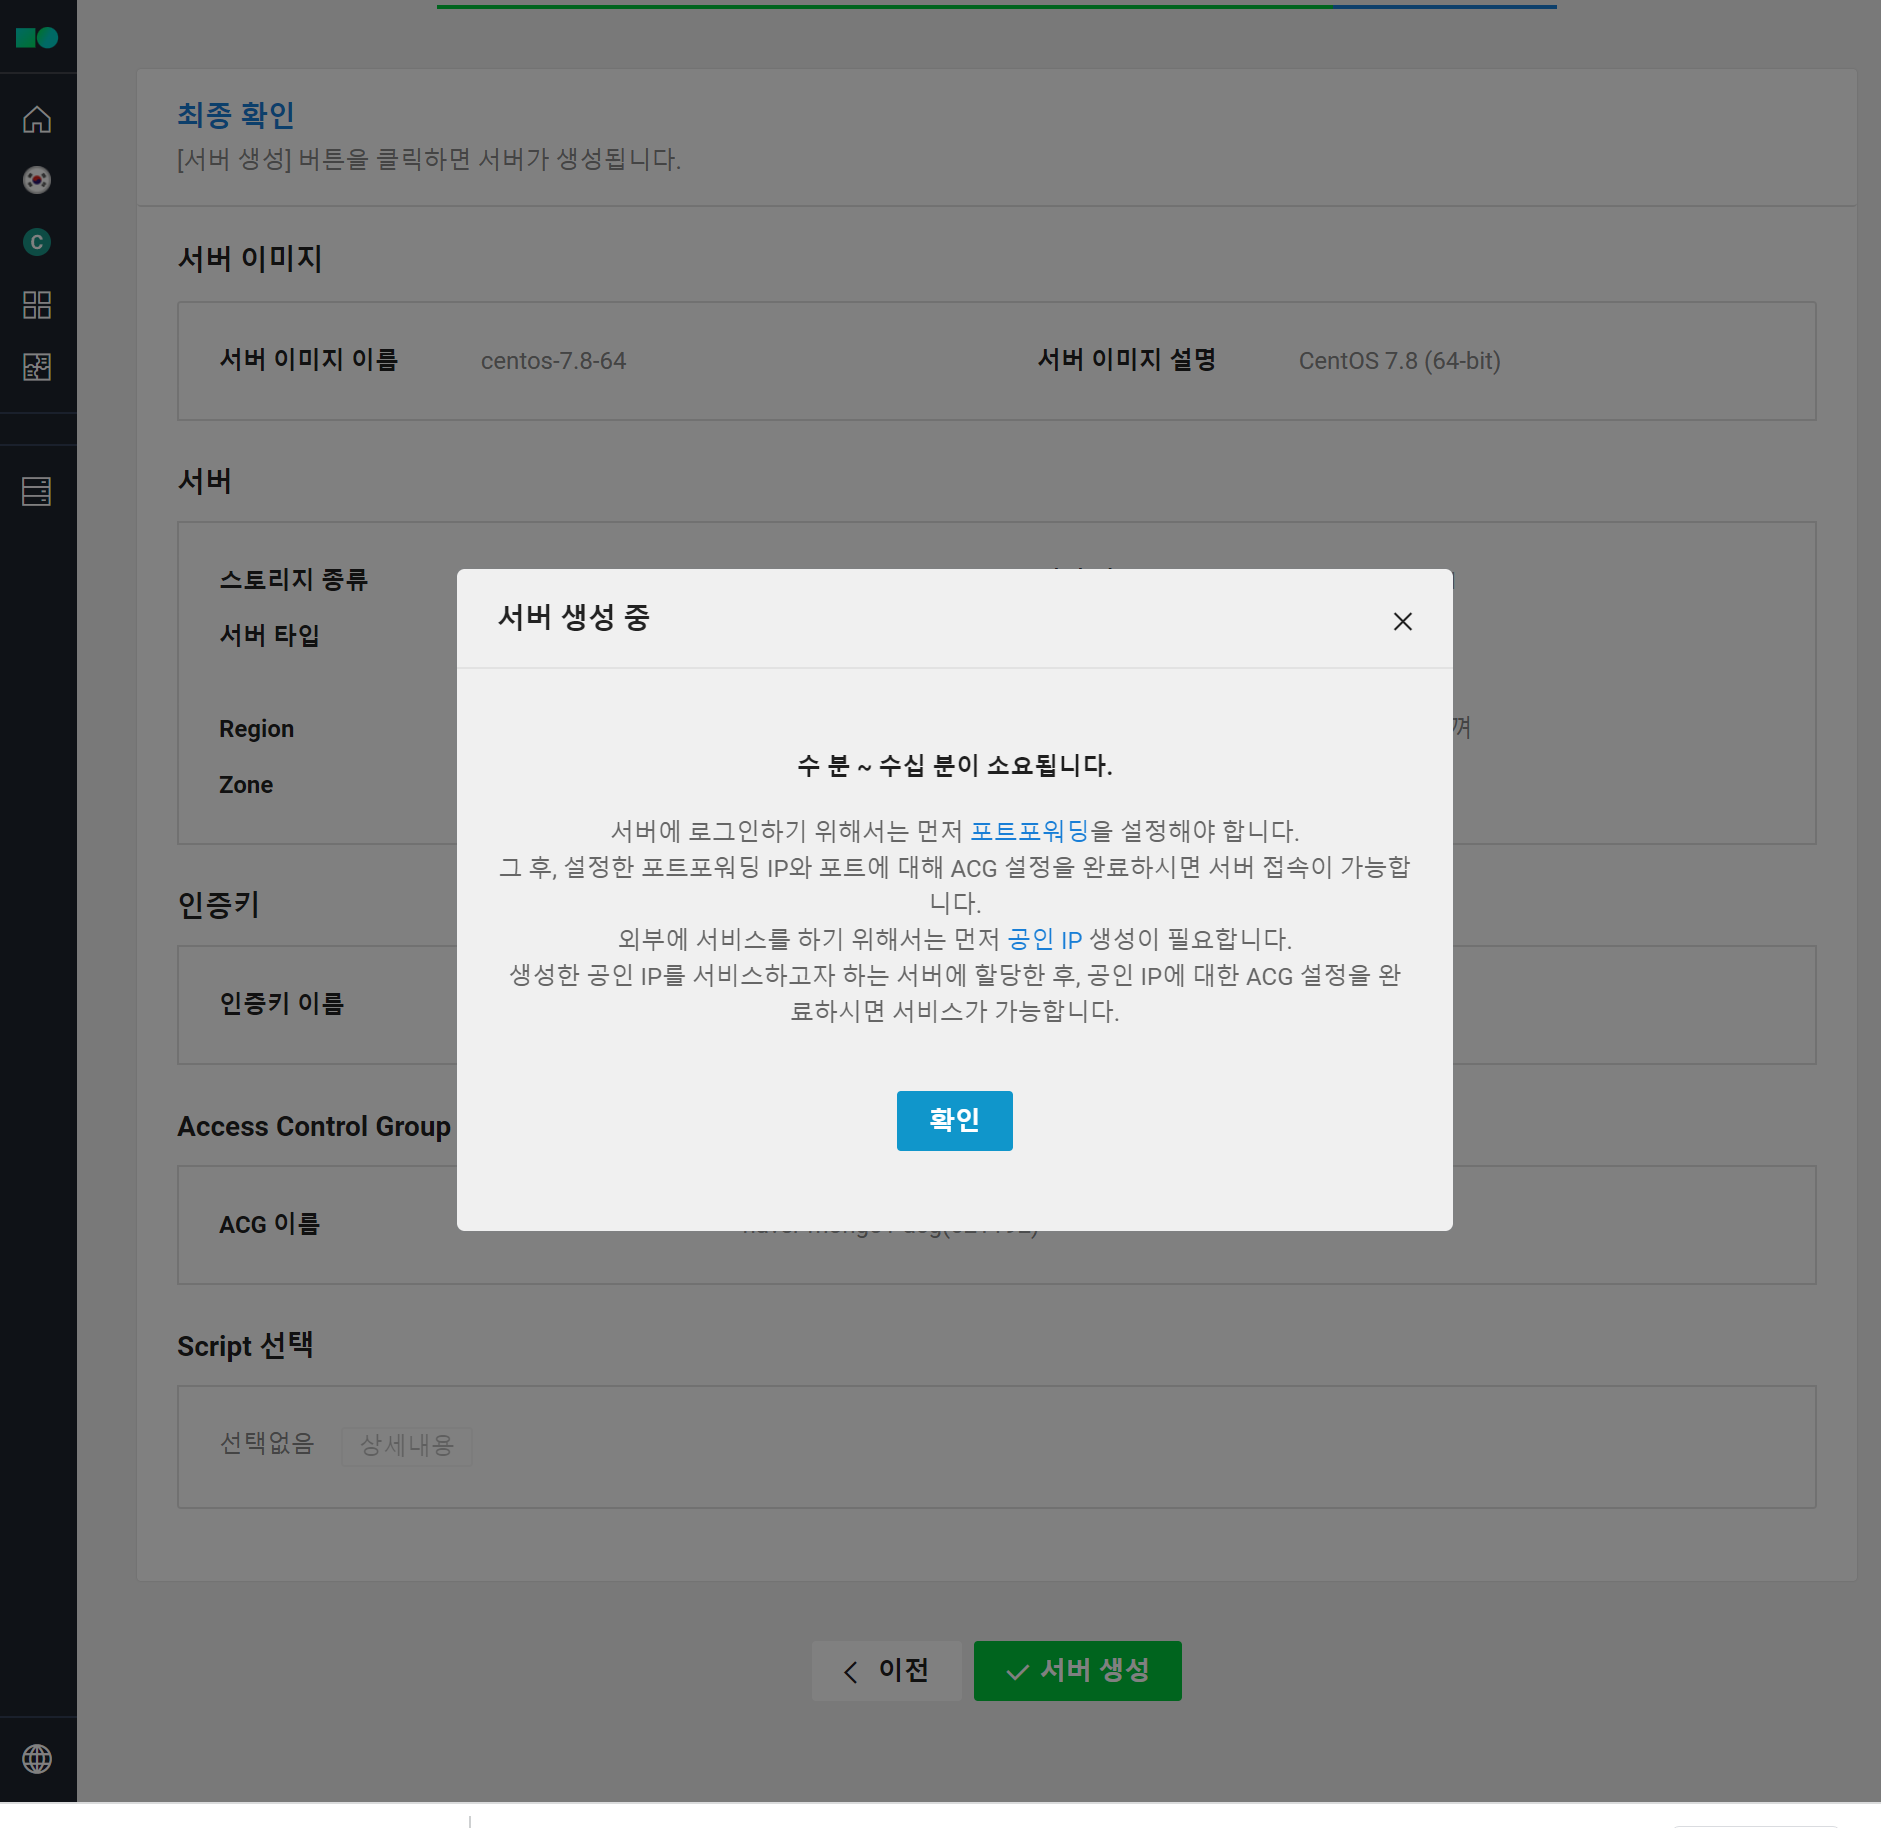 최종 확인
[서버 생성] 버튼을 클릭하면 서버가 생성됩니다.
C
서버 이미지
서버 이미지 이름 centos-7.8-64 서버 이미지 설명 CentOS 7.8 (64-bit)
서버
스토리지 종류
서버 타입
Region
Zone
인증키
인증키 이름
Access Control Group
ACG 이름
Script 선택
선택없음 상세내용
이전 서버 생성
서버 생성 중
수 분 ~ 수십 분이 소요됩니다.
서버에 로그인하기 위해서는 먼저 포트포워딩을 설정해야 합니다.
그 후, 설정한 포트포워딩 IP와 포트에 대해 ACG 설정을 완료하시면 서버 접속이 가능합
니다.
외부에 서비스를 하기 위해서는 먼저 공인 IP 생성이 필요합니다.
생성한 공인 IP를 서비스하고자 하는 서버에 할당한 후, 공인 IP에 대한 ACG 설정을 완
료하시면 서비스가 가능합니다.
확인